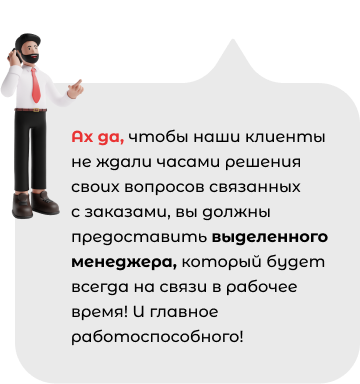 Ах да, чтобы наши клиенты
не ждали часами решения
своих вопросов связанных
с заказами, вы должны
предоставить выделенного
менеджера, который будет
всегда на связи в рабочее
время! И главное
работоспособного!